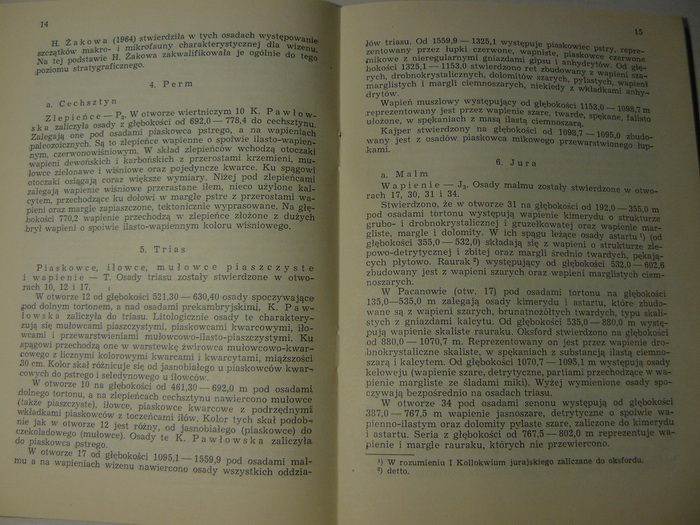 14
H. Żakowa (1964) stwierdziła w tych osadach występowanie
szczątków makro- i mikrofauny charakterystycznej dla wizenu.
Na tej podstawie H. Żakowa zakwalifikowała je ogólnie do tego
poziomu stratygraficznego.
4. Perm
a. Cechsztyn
Zlepieńce — P₃. W otworze wiertniczym 10 K. Pawłow-
ska zaliczyła osady z głębokości od 692,0 — 778,4 do cechsztynu.
Zalegają one pod osadami piaskowca pstrego, a na wapieniach
paleozoicznych. Są to zlepieńce wapienne o spoiwie ilasto-wapien-
nym, czerwonowiśniowym. W skład zlepieńców wchodzą otoczaki
wapieni dewońskich i karbońskich z przerostami krzemieni, mu-
łowce zielonawe i wiśniowe oraz pojedyncze kwarce. Ku spągowi
otoczaki osiągają coraz większe wymiary. Niżej pod zlepieńcami
zalegają wapienie wiśniowe przerastane iłem, nieco użylone kal-
cytem, przechodzące ku dołowi w margle pstre z przerostami wa-
pieni oraz margle zapiaszczone, tektonicznie wyprasowane. Na głę-
bokości 770,2 wapienie przechodzą w zlepieńce złożone z dużych
brył wapieni o spoiwie ilasto-wapiennym koloru wiśniowego.
5. Trias
Piaskowce, iłowce, mułowce piaszczyste
i wapienie — T. Osady triasu zostały stwierdzone w otwo-
rach 10, 12 i 17.
W otworze 12 od głębokości 521,30 — 630,40 osady spoczywające
pod dolnym tortonem, a nad osadami prekambryjskimi, K. Paw-
łowska zaliczyła do triasu. Litologicznie osady te charaktery-
zują się mułowcami piaszczystymi, piaskowcami kwarcowymi, iło-
wcami i przewarstwieniami mułowcowo-ilasto-piaszczystymi. Ku
spągowi przechodzą one w warstewkę żwirowca mułowcowo-kwar-
cowego z licznymi kolorowymi kwarcami i kwarcytami, miąższości
30 cm. Kolor skał różnicuje się od jasnobiałego u piaskowców kwar-
cowych do pstrego i seledynowego u iłowców.
W otworze 10 na głębokości od 461,30 — 692,0 m pod osadami
dolnego tortonu, a na zlepieńcach cechsztynu nawiercono mułowce
(także piaszczyste), iłowce, piaskowce kwarcowe z podrzędnymi
wkładkami piaskowców z toczeńcami iłów. Kolor tych skał podob-
nie jak w otworze 12 jest różny, od jasnobiałego (piaskowce) do
czekoladowego (mułowce). Osady te K. Pawłowska zaliczyła
do piaskowca pstrego.
W otworze 17 od głębokości 1095,1 — 1559,9 pod osadami mal-
mu a na wapieniach wizenu nawiercono osady wszystkich oddzia-
15
łów triasu. Od 1559,9 — 1325,1 występuje piaskowiec pstry, repre-
zentowany przez łupki czerwone, wapniste, piaskowce czerwone
mikowe z nieregularnymi gniazdami gipsu i anhydrytów. Od głę-
bokości 1325,1 — 1153,0 stwierdzono ret zbudowany z wapieni sza-
rych, drobnokrystalicznych, dolomitów szarych, pylastych, wapieni
marglistych i margli ciemnoszarych, niekiedy z wkładkami anhy-
drytów.
Wapień muszlowy występujący od głębokości 1153,0 — 1098,7 m
reprezentowany jest przez wapienie szare, twarde, spękane, falisto
ułożone, w spękaniach z masą ilastą ciemnoszarą.
Kajper stwierdzony na głębokości od 1098,7 — 1095,0 zbudo-
wany jest z osadów piaskowca mikowego przewarstwionego łup-
kami.
6. Jura
a. Malm
Wapienie — J₃. Osady malmu zostały stwierdzone w otwo-
rach 17, 30, 31 i 34.
Stwierdzono, że w otworze 31 na głębokości od 192,0 — 355,0 m
pod osadami tortonu występują wapienie kimerydu o strukturze
grubo- i drobnokrystalicznej i gruzełkowatej oraz wapienie mar-
gliste, margle i dolomity. W ich spągu leżące osady astartu ¹) (od
głębokości 355,0 — 532,0) składają się z wapieni o strukturze zle-
powo-detrytycznej i zbitej oraz margli średnio twardych, pękają-
cych płytowo. Raurak ²) występujący od głębokości 532,0 — 602,6
zbudowany jest z wapieni szarych oraz wapieni marglistych ciem-
noszarych.
W Pacanowie (otw. 17) pod osadami tortonu na głębokości
135,0—535,0 m zalegają osady kimerydu i astartu, które zbudo-
wane są z wapieni szarych, brunatnożółtych twardych, typu skali-
stych z gniazdami kalcytu. Od głębokości 535,0 — 880,0 m wystę-
pują wapienie skaliste rauraku. Oksford stwierdzono na głębokości
od 880,0 — 1070,7 m. Reprezentowany on jest przez wapienie dro-
bnokrystaliczne skaliste, w spękaniach z substancją ilastą ciemno-
szarą i kalcytem. Od głębokości 1070,7 — 1095,1 m występują osady
keloweju (wapienie szare, detrytyczne, partiami przechodzące w wa-
pienie margliste ze śladami miki). Wyżej wymienione osady spo-
czywają bezpośrednio na osadach triasu.
W otworze 34 pod osadami senonu występują od głębokości
387,0 — 767,5 m wapienie jasnoszare, detrytyczne o spoiwie wa-
pienno-ilastym oraz dolomity pylaste szare, zaliczone do kimerydu
i astartu. Seria z głębokości od 767,5 — 802,0 m reprezentuje wa-
pienie i margle rauraku, których nie przewiercono.
¹) W rozumieniu I Kollokwium jurajskiego zaliczane do oksfordu.
²) detto.